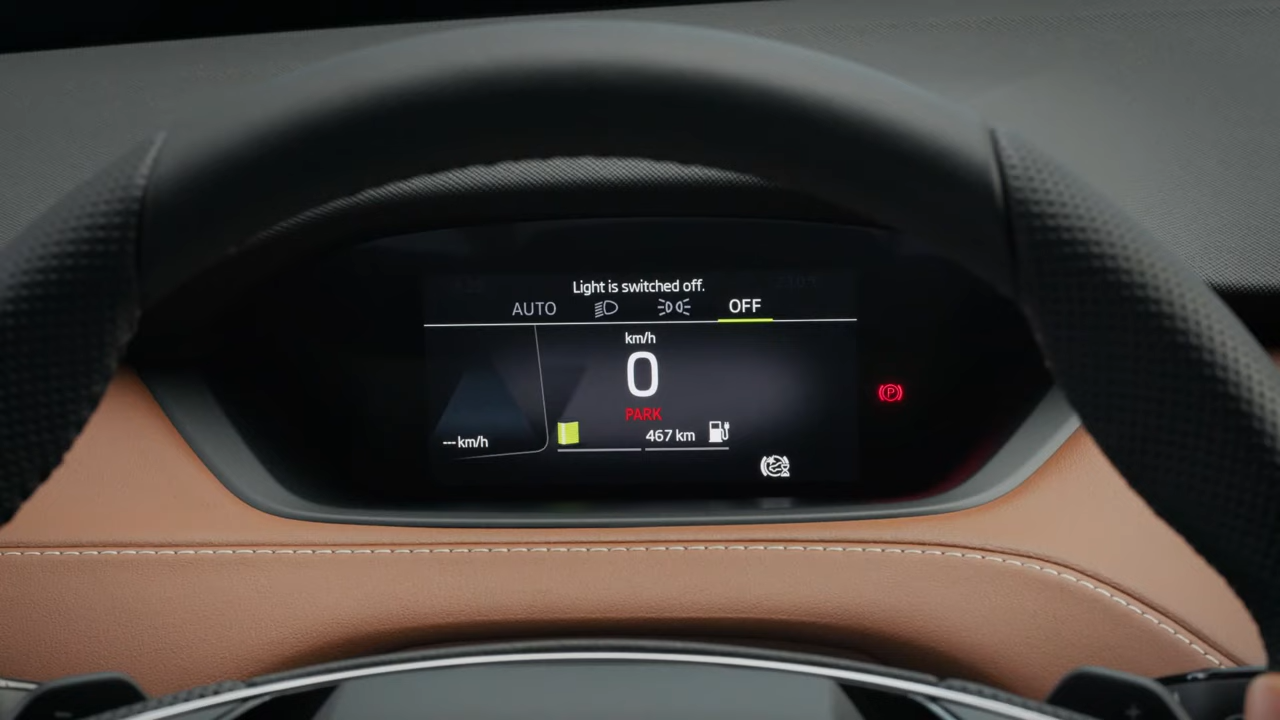 Light is switched off.
AUTO OFF
km/h
0
PARK
--- km/h
467 km
P